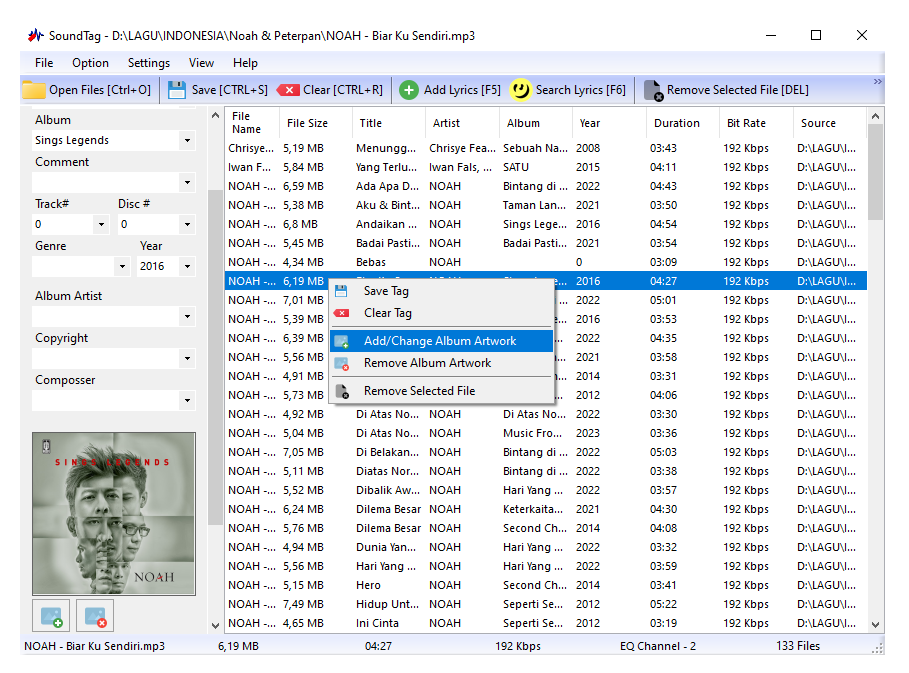 SoundTag - D:\LAGU\INDONESIA\Noah & Peterpan\NOAH - Biar Ku Sendiri.mp3
File Option Settings View Help
Open Files [Ctrl+O] Save [CTRL+S] Clear [CTRL+R] Add Lyrics [F5] Search Lyrics [F6] Remove Selected File [DEL] »
Album
Sings Legends
Comment
Track# Disc #
0 0
Genre Year
2016
Album Artist
Copyright
Composser
SINGS LEGENDS
NOAH
File Name File Size Title Artist Album Year Duration Bit Rate Source
Chrisye... 5,19 MB Menungg... Chrisye Fea... Sebuah Na... 2008 03:43 192 Kbps D:\LAGU\I...
Iwan F... 5,84 MB Yang Terlu... Iwan Fals, ... SATU 2015 04:11 192 Kbps D:\LAGU\I...
NOAH -... 6,59 MB Ada Apa D... NOAH Bintang di ... 2022 04:43 192 Kbps D:\LAGU\I...
NOAH -... 5,38 MB Aku & Bint... NOAH Taman Lan... 2021 03:50 192 Kbps D:\LAGU\I...
NOAH -... 6,8 MB Andaikan ... NOAH Sings Lege... 2016 04:54 192 Kbps D:\LAGU\I...
NOAH -... 5,45 MB Badai Pasti... NOAH Badai Pasti... 2021 03:54 192 Kbps D:\LAGU\I...
NOAH -... 4,34 MB Bebas NOAH 0 03:09 192 Kbps D:\LAGU\I...
NOAH -... 6,19 MB 2016 04:27 192 Kbps D:\LAGU\I...
NOAH -... 7,01 MB 2022 05:01 192 Kbps D:\LAGU\I...
NOAH -... 5,39 MB 2016 03:53 192 Kbps D:\LAGU\I...
NOAH -... 6,39 MB 2022 04:35 192 Kbps D:\LAGU\I...
NOAH -... 5,56 MB 2021 03:58 192 Kbps D:\LAGU\I...
NOAH -... 4,91 MB 2014 03:31 192 Kbps D:\LAGU\I...
NOAH -... 5,73 MB 2012 04:06 192 Kbps D:\LAGU\I...
NOAH -... 4,92 MB Di Atas No... NOAH Di Atas No... 2022 03:30 192 Kbps D:\LAGU\I...
NOAH -... 5,04 MB Di Atas No... NOAH Music Fro... 2023 03:36 192 Kbps D:\LAGU\I...
NOAH -... 7,05 MB Di Belakan... NOAH Bintang di ... 2022 05:03 192 Kbps D:\LAGU\I...
NOAH -... 5,11 MB Diatas Nor... NOAH Bintang di ... 2022 03:38 192 Kbps D:\LAGU\I...
NOAH -... 5,52 MB Dibalik Aw... NOAH Hari Yang ... 2022 03:57 192 Kbps D:\LAGU\I...
NOAH -... 6,24 MB Dilema Besar NOAH Keterkaita... 2021 04:30 192 Kbps D:\LAGU\I...
NOAH -... 5,76 MB Dilema Besar NOAH Second Ch... 2014 04:08 192 Kbps D:\LAGU\I...
NOAH -... 4,94 MB Dunia Yan... NOAH Hari Yang ... 2022 03:32 192 Kbps D:\LAGU\I...
NOAH -... 5,56 MB Hari Yang ... NOAH Hari Yang ... 2022 03:59 192 Kbps D:\LAGU\I...
NOAH -... 5,15 MB Hero NOAH Second Ch... 2014 03:41 192 Kbps D:\LAGU\I...
NOAH -... 7,49 MB Hidup Unt... NOAH Seperti Se... 2012 05:22 192 Kbps D:\LAGU\I...
NOAH -... 4,65 MB Ini Cinta NOAH Seperti Se... 2012 03:19 192 Kbps D:\LAGU\I...
Save Tag
Clear Tag
Add/Change Album Artwork
Remove Album Artwork
Remove Selected File
NOAH - Biar Ku Sendiri.mp3 6,19 MB 04:27 192 Kbps EQ Channel - 2 133 Files